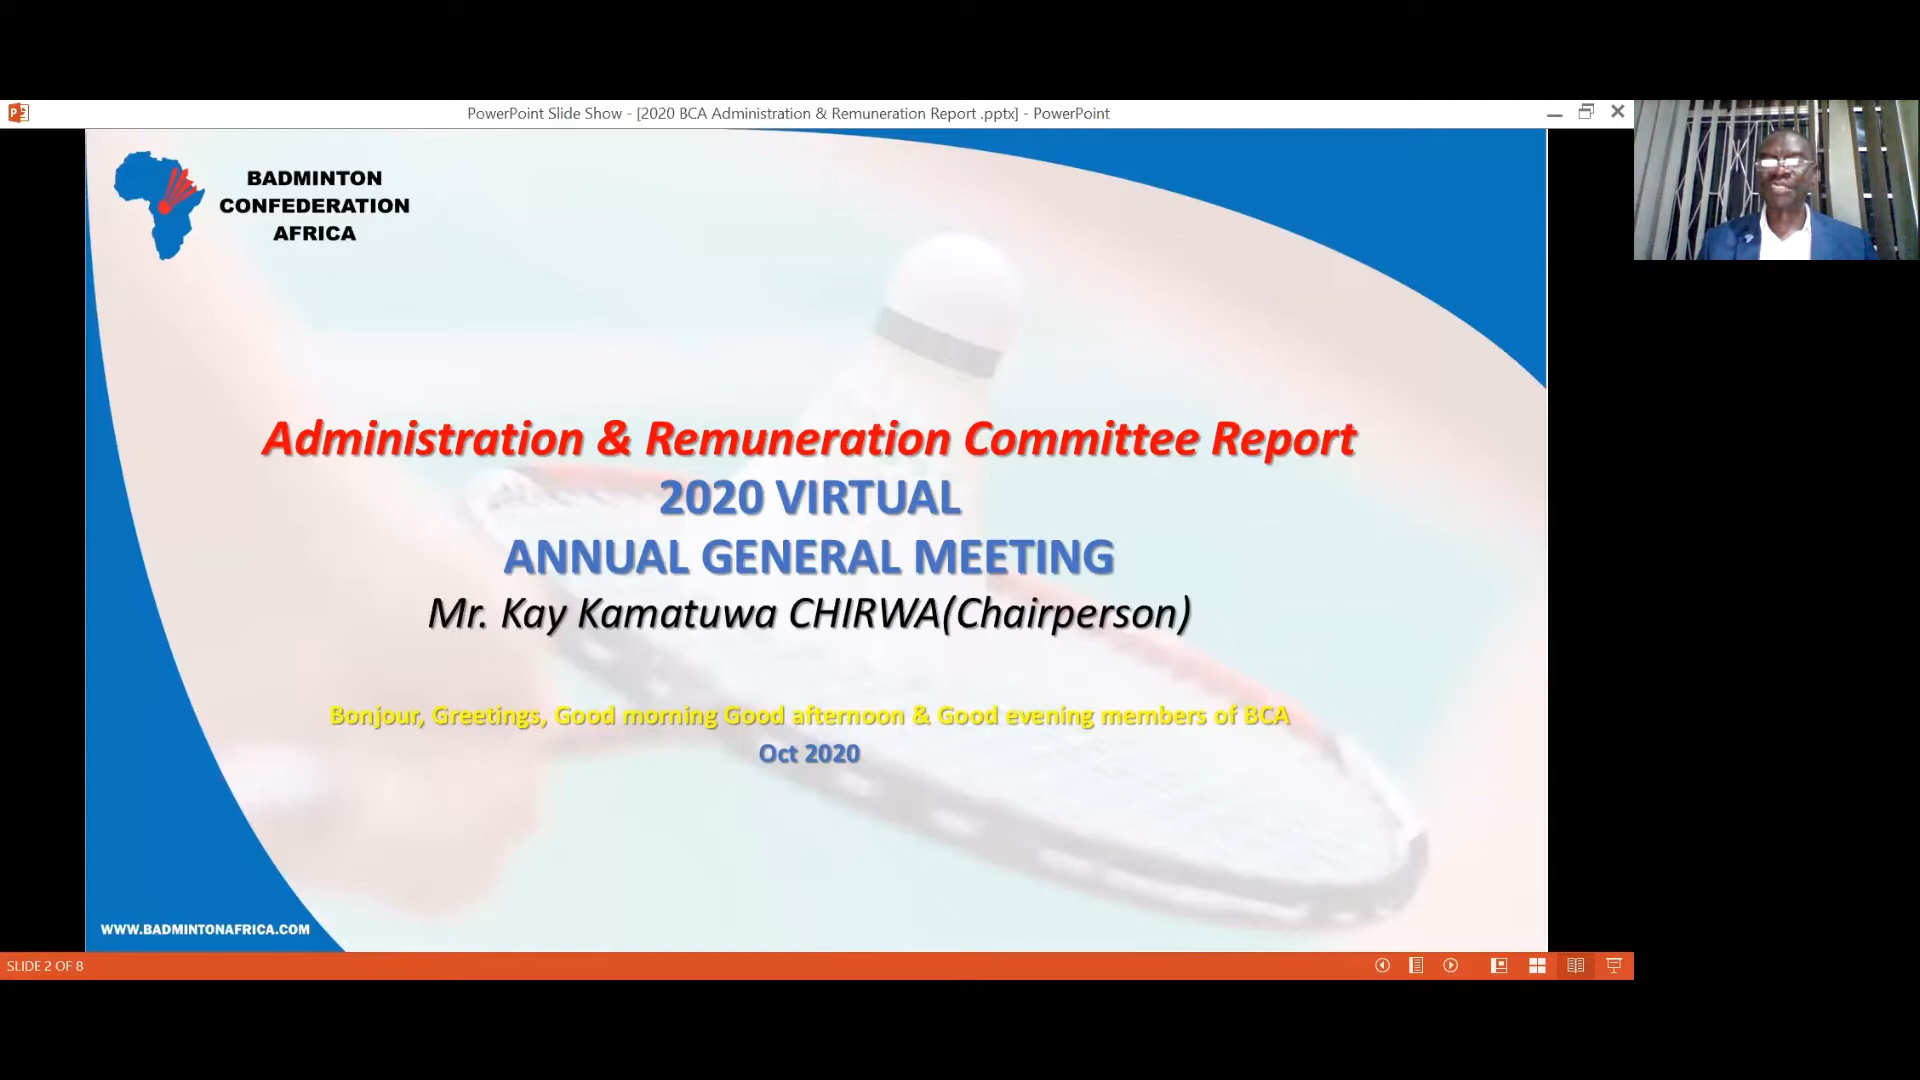 PowerPoint Slide Show - [2020 BCA Administration & Remuneration Report .pptx] - PowerPoint
BADMINTON
CONFEDERATION
AFRICA
Administration & Remuneration Committee Report
2020 VIRTUAL
ANNUAL GENERAL MEETING
Mr. Kay Kamatuwa CHIRWA(Chairperson)
Bonjour, Greetings, Good morning Good afternoon & Good evening members of BCA
Oct 2020
WWW.BADMINTONAFRICA.COM
SLIDE 2 OF 8